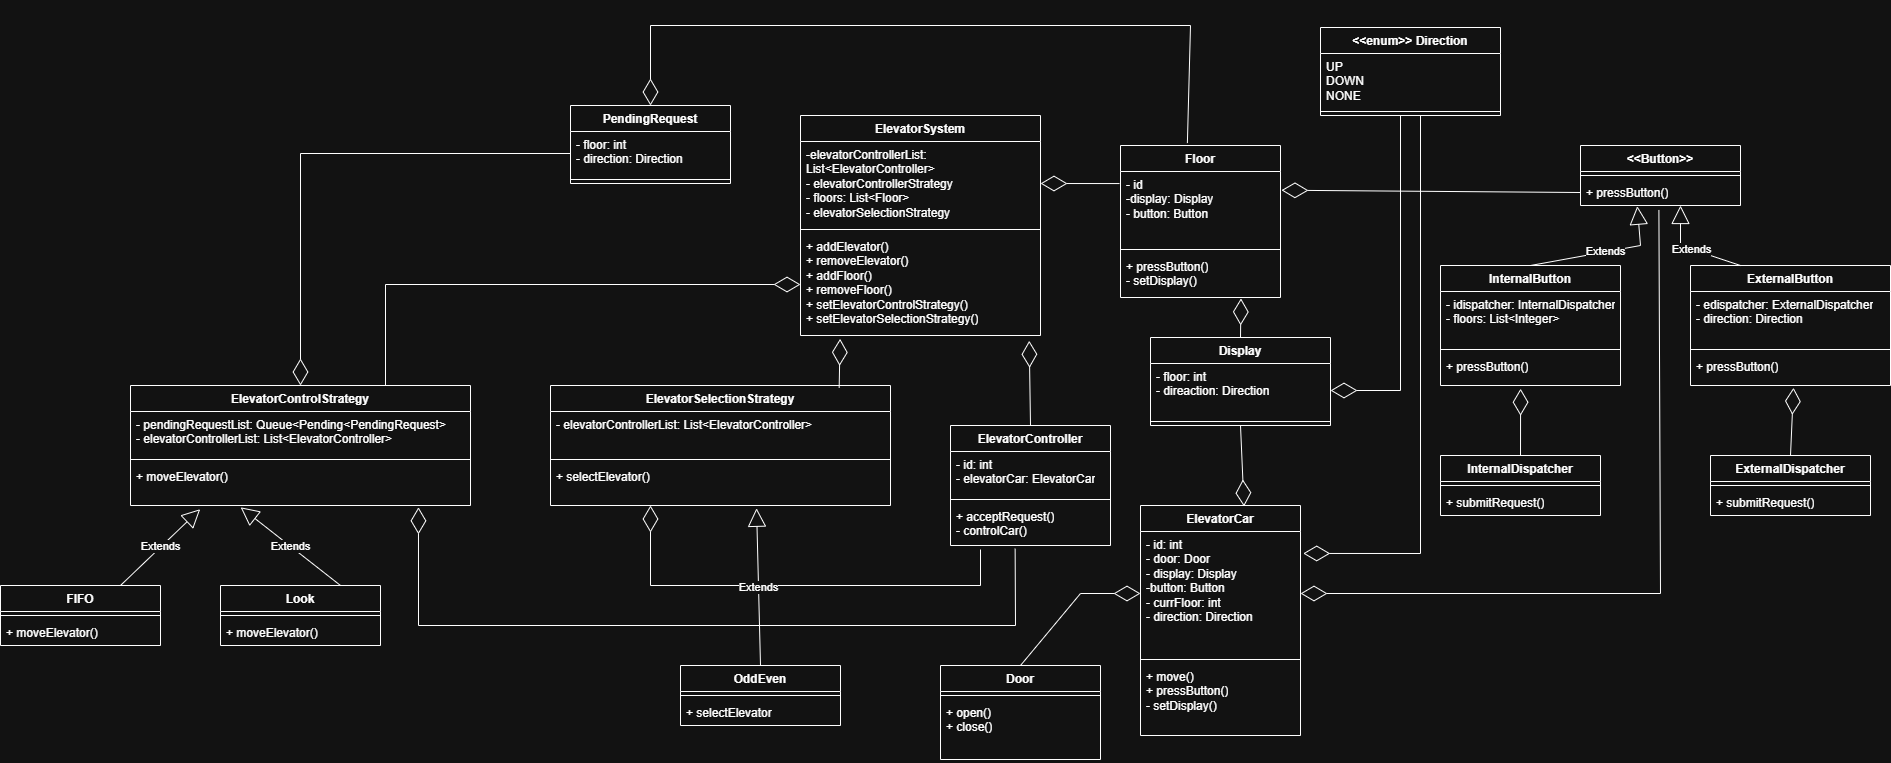 <<enum>> Direction
UP
DOWN
NONE
PendingRequest
- floor: int
- direction: Direction
ElevatorSystem
-elevatorControllerList:
List<ElevatorController>
- elevatorControllerStrategy
- floors: List<Floor>
- elevatorSelectionStrategy
+ addElevator()
+ removeElevator()
+ addFloor()
+ removeFloor()
+ setElevatorControlStrategy()
+ setElevatorSelectionStrategy()
Floor
- id
-display: Display
- button: Button
+ pressButton()
- setDisplay()
<<Button>>
+ pressButton()
Extends
Extends
InternalButton
- idispatcher: InternalDispatcher
- floors: List<Integer>
+ pressButton()
ExternalButton
- edispatcher: ExternalDispatcher
- direction: Direction
+ pressButton()
Display
- floor: int
- direaction: Direction
ElevatorControlStrategy
- pendingRequestList: Queue<Pending<PendingRequest>
- elevatorControllerList: List<ElevatorController>
+ moveElevator()
ElevatorSelectionStrategy
- elevatorControllerList: List<ElevatorController>
+ selectElevator()
ElevatorController
- id: int
- elevatorCar: ElevatorCar
+ acceptRequest()
- controlCar()
InternalDispatcher
+ submitRequest()
ExternalDispatcher
+ submitRequest()
ElevatorCar
- id: int
- door: Door
- display: Display
-button: Button
- currFloor: int
- direction: Direction
+ move()
+ pressButton()
- setDisplay()
Extends
Extends
Extends
FIFO
+ moveElevator()
Look
+ moveElevator()
OddEven
+ selectElevator
Door
+ open()
+ close()